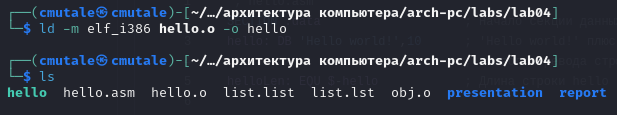 ┌──(cmutale㉿cmutale)-[~/…/архитектура компьютера/arch-pc/labs/lab04]
└─$ ld -m elf_i386 hello.o -o hello
┌──(cmutale㉿cmutale)-[~/…/архитектура компьютера/arch-pc/labs/lab04]
└─$ ls
hello hello.asm hello.o list.list list.lst obj.o presentation report